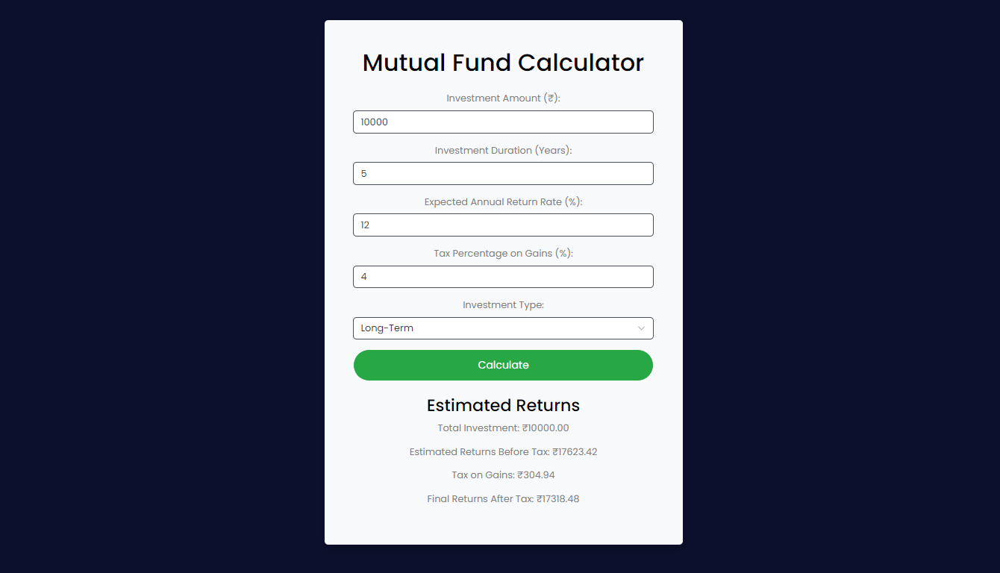 Mutual Fund Calculator
Investment Amount (₹):
10000
Investment Duration (Years):
5
Expected Annual Return Rate (%):
12
Tax Percentage on Gains (%):
4
Investment Type:
Long-Term
Calculate
Estimated Returns
Total Investment: ₹10000.00
Estimated Returns Before Tax: ₹17623.42
Tax on Gains: ₹304.94
Final Returns After Tax: ₹17318.48